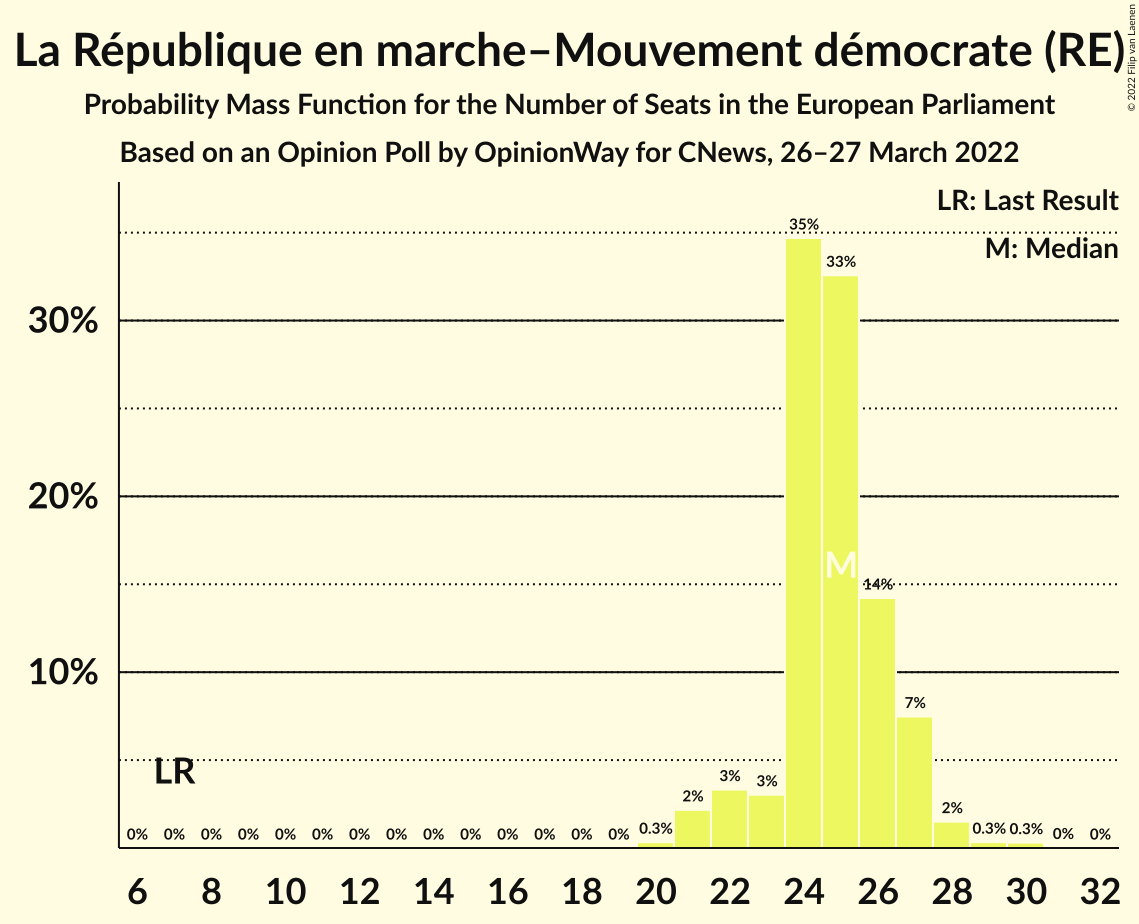 La République en marche–Mouvement démocrate (RE)
Probability Mass Function for the Number of Seats in the European Parliament
Based on an Opinion Poll by OpinionWay for CNews, 26–27 March 2022
© 2022 Filip van Laenen
LR: Last Result
M: Median
35%
33%
30%
20%
M
14%
10%
7%
LR
3% 3%
2% 2%
0% 0% 0% 0% 0% 0% 0% 0% 0% 0% 0% 0% 0% 0% 0.3% 0.3% 0.3% 0% 0%
6 8 10 12 14 16 18 20 22 24 26 28 30 32